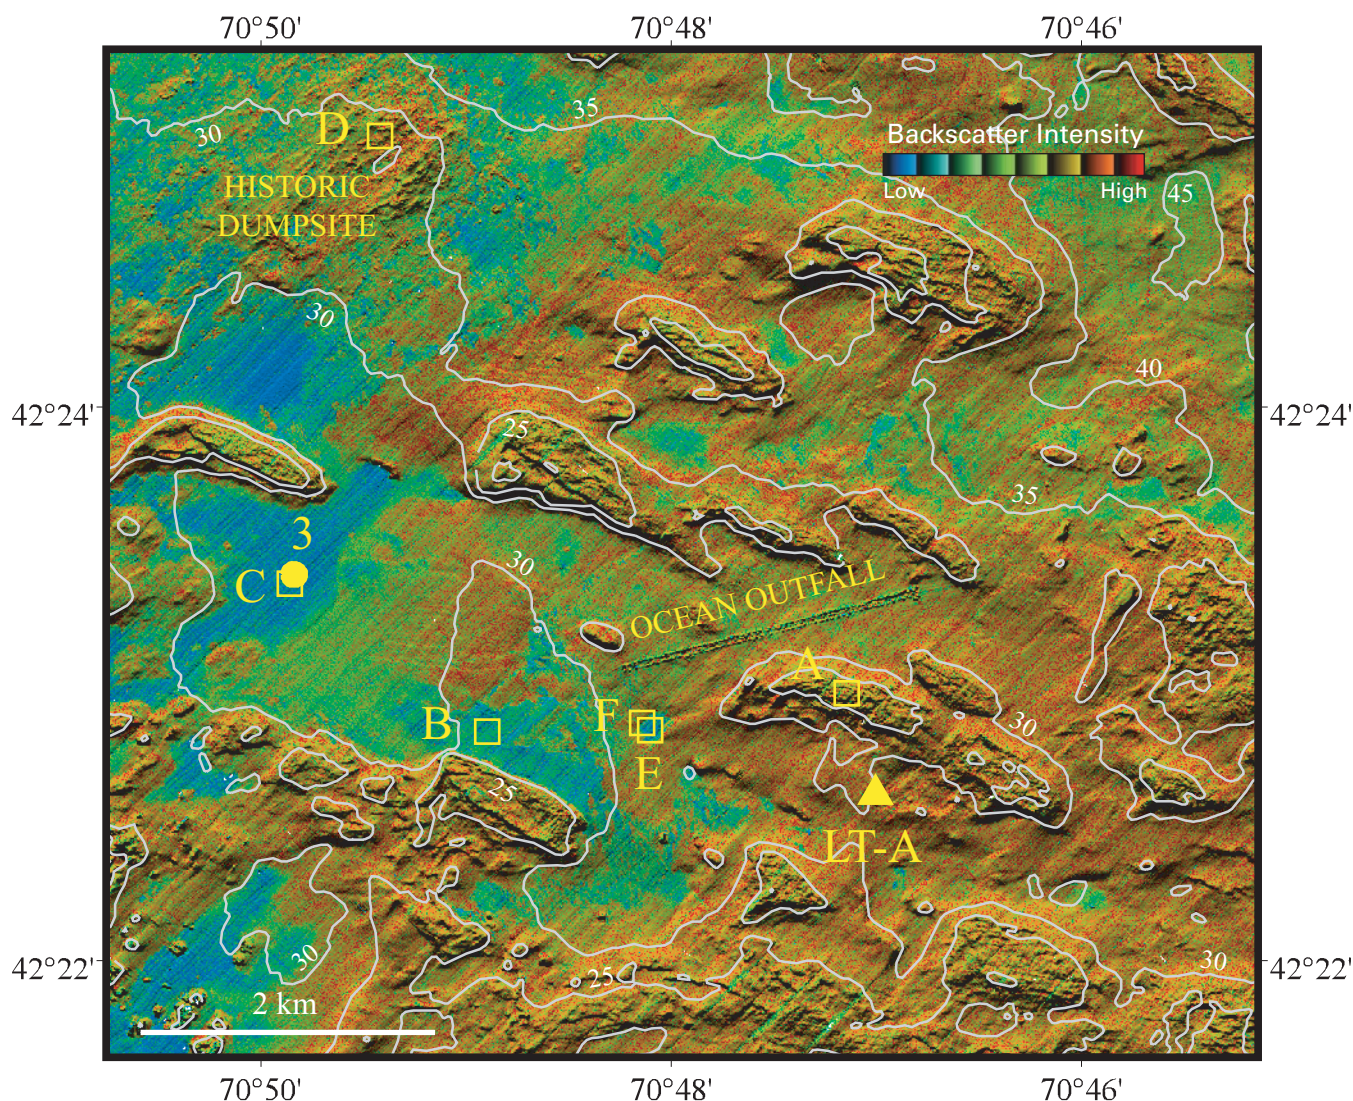 70°50' 70°48' 70°46'
35
30
D
Backscatter Intensity
Low High
HISTORIC
DUMPSITE
45
30
40
42°24' 42°24'
25
35
3
30
C
OCEAN OUTFALL
A
B F
30
E
25
LT-A
30
25
30
42°22' 42°22'
2 km
70°50' 70°48' 70°46'